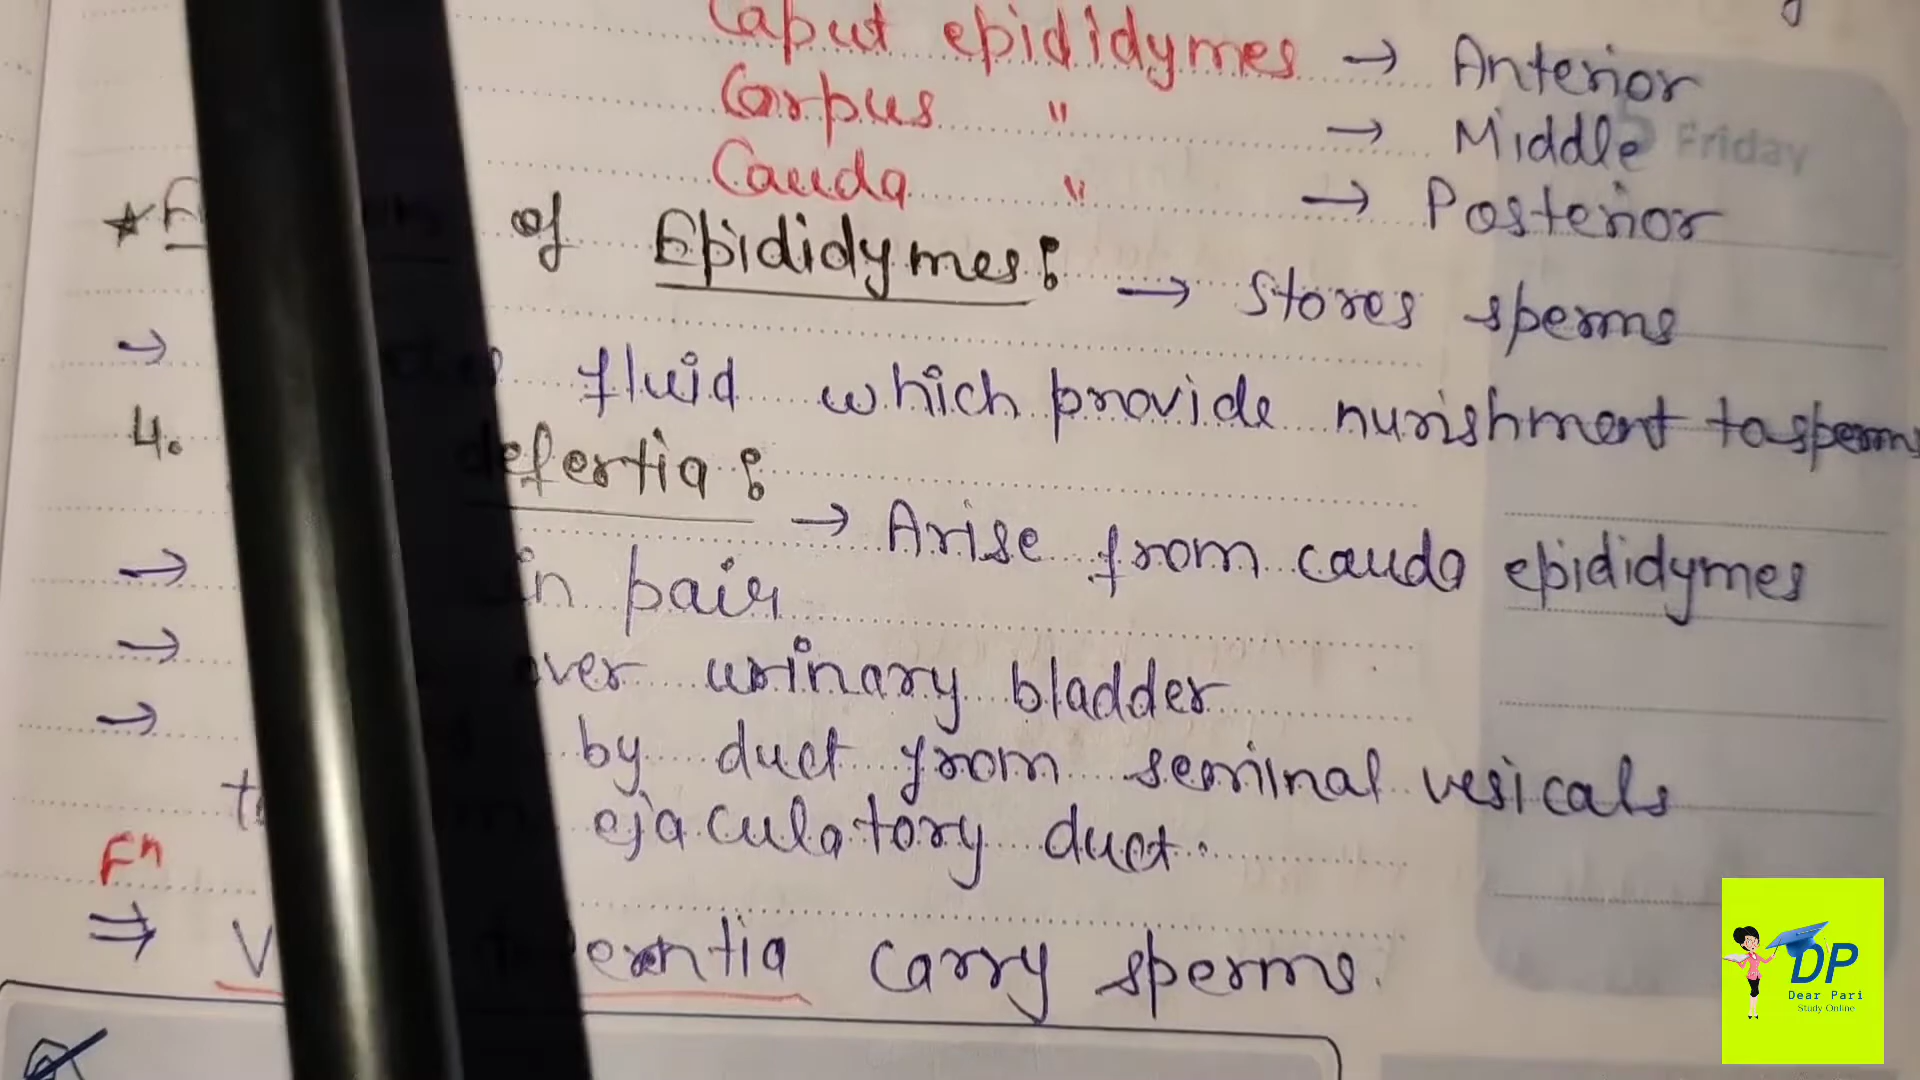 Caput epididymes → Anterior
Corpus " → Middle
Friday
Cauda " → Posterior
★ of Epididymes:
→ Stores sperms
→ fluid which provide nurishment to sperms
4. defertia:
→ Arise from cauda epididymes
→ in pair
→ over urinary bladder
→ by duct from seminal vesicals
ejaculatory duct.
Fn
⇒ carry sperms.
DP
Dear Pari
Study Online